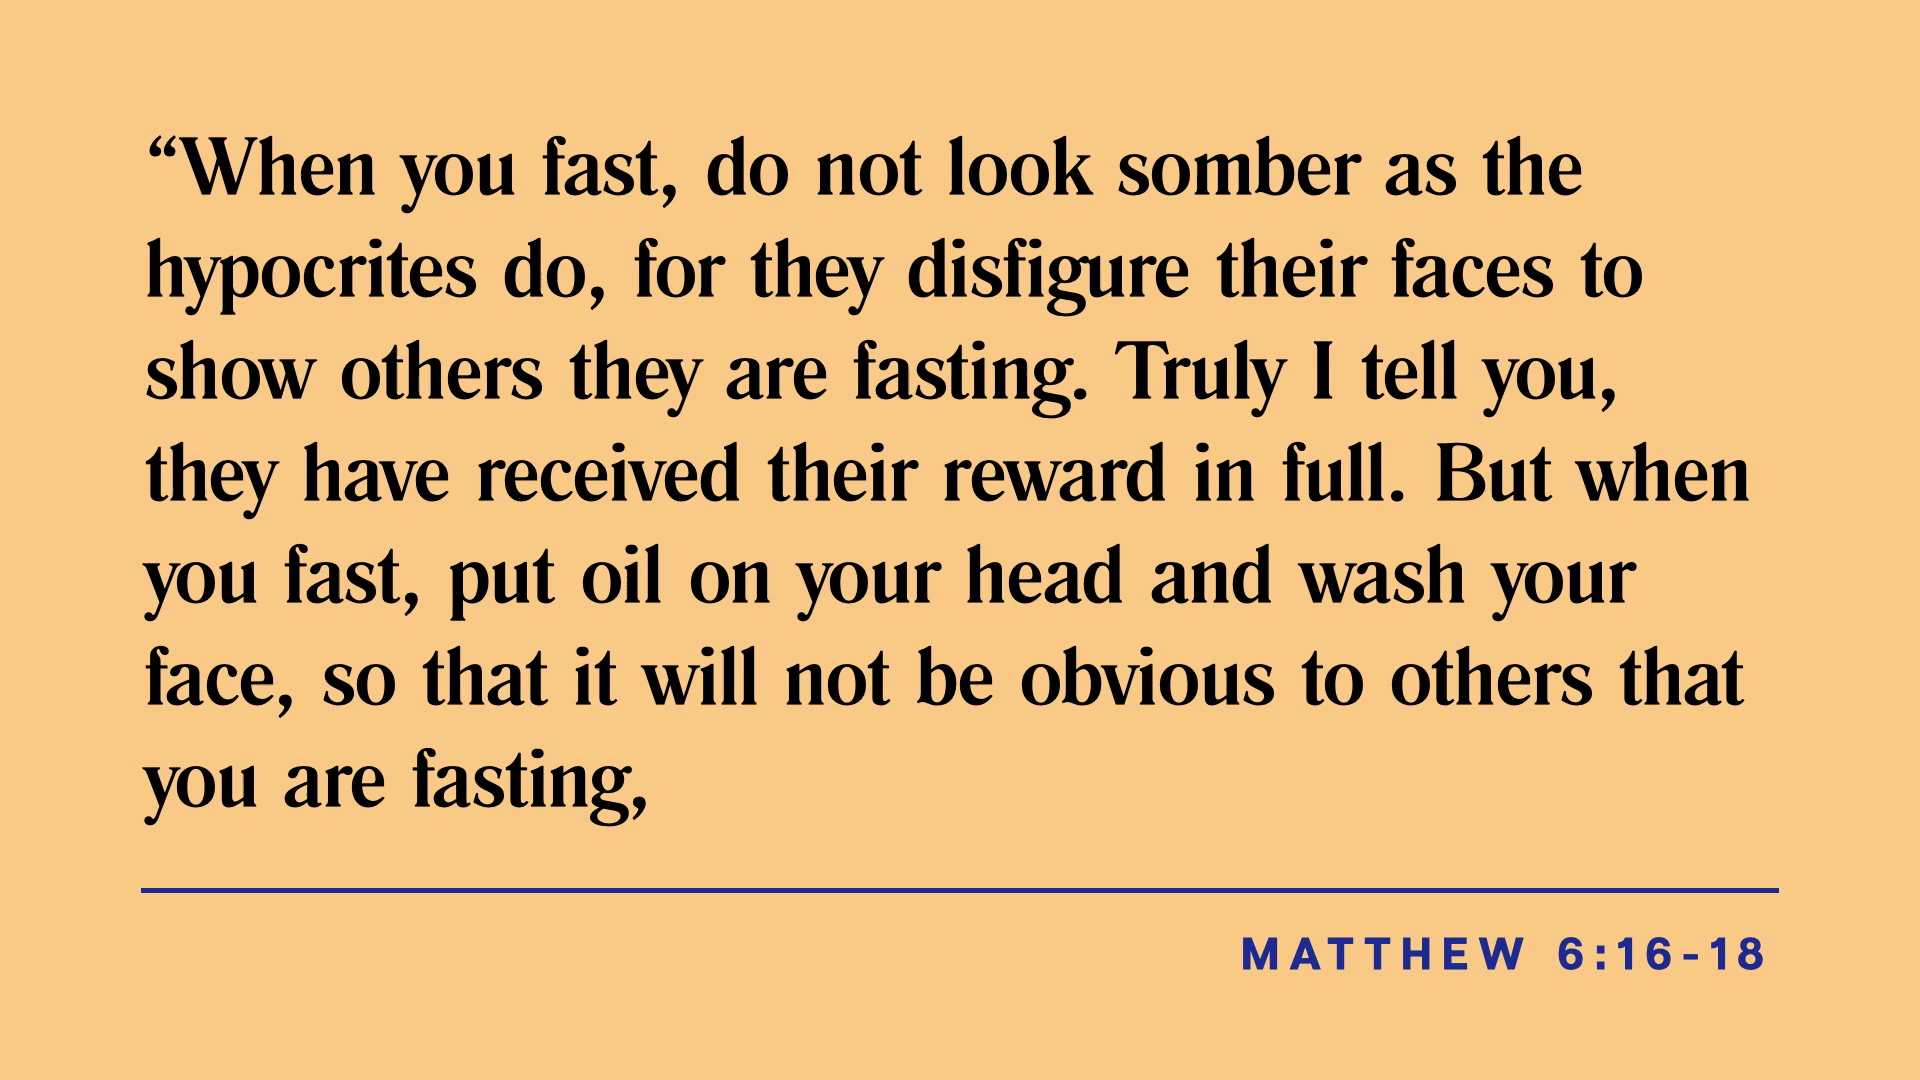 “When you fast, do not look somber as the
hypocrites do, for they disfigure their faces to
show others they are fasting. Truly I tell you,
they have received their reward in full. But when
you fast, put oil on your head and wash your
face, so that it will not be obvious to others that
you are fasting,
MATTHEW 6:16-18